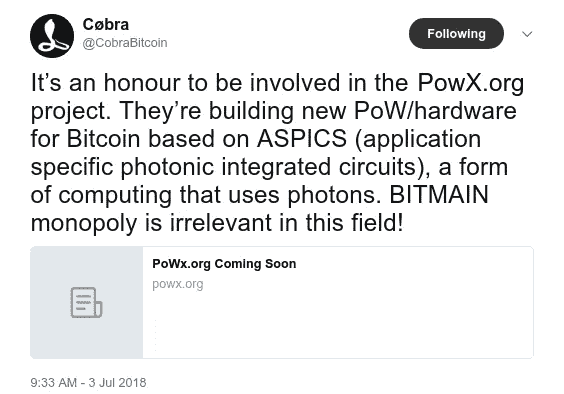 Cøbra
@CobraBitcoin
Following
It’s an honour to be involved in the PowX.org
project. They’re building new PoW/hardware
for Bitcoin based on ASPICS (application
specific photonic integrated circuits), a form
of computing that uses photons. BITMAIN
monopoly is irrelevant in this field!
PoWx.org Coming Soon
powx.org
9:33 AM - 3 Jul 2018